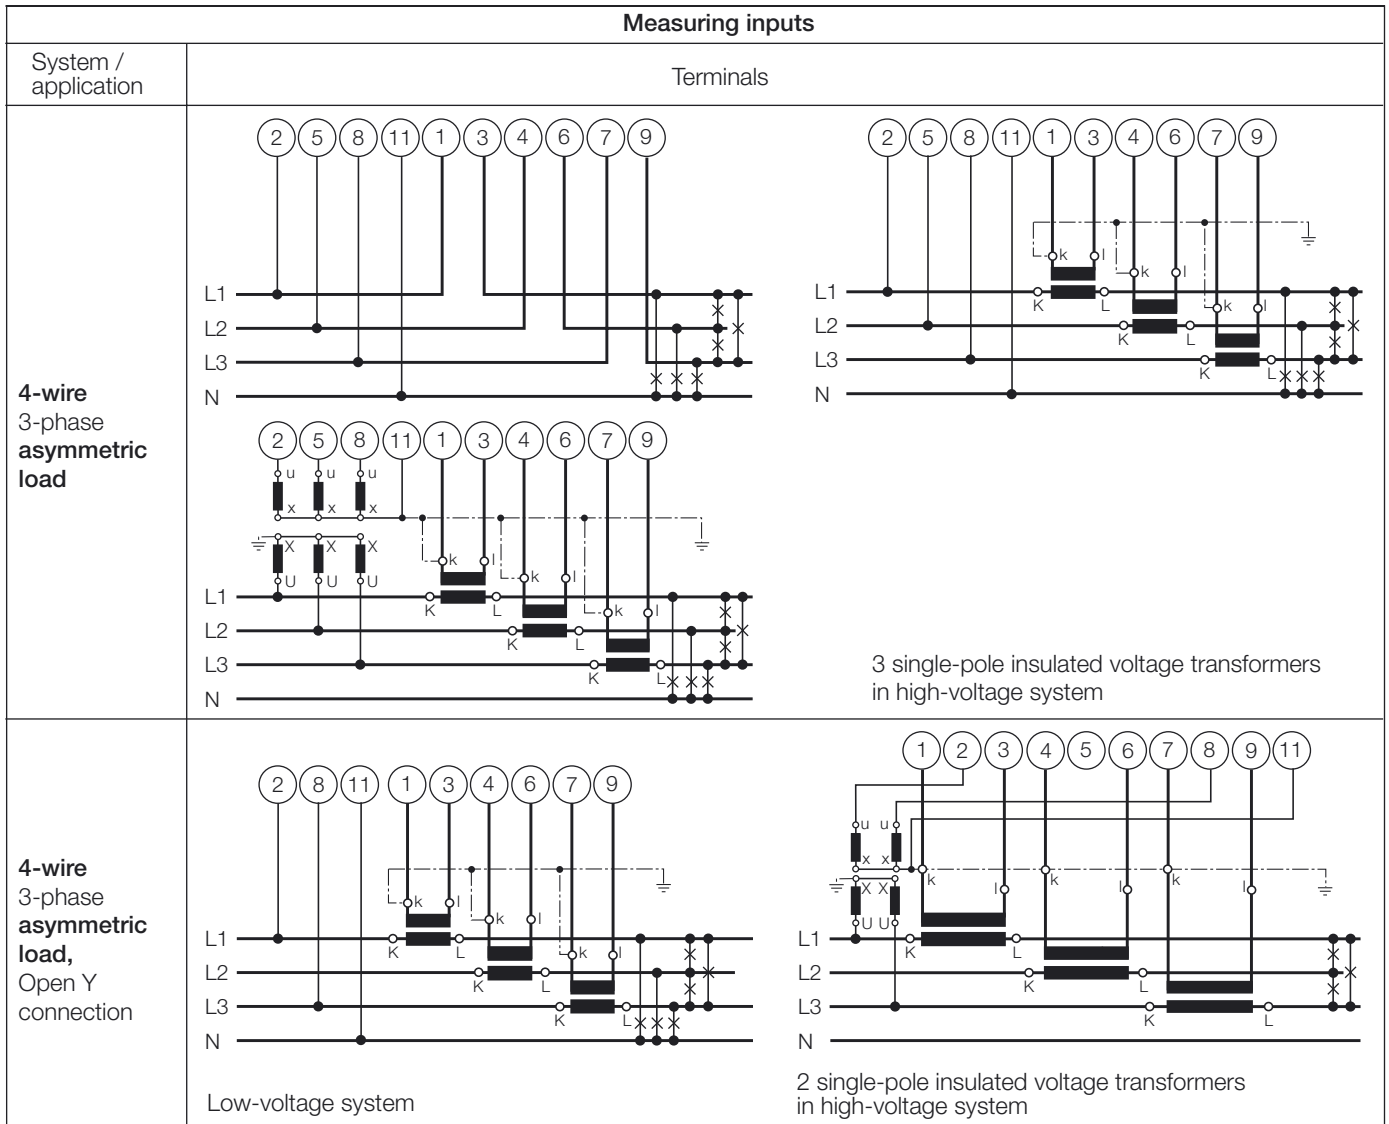 Measuring inputs
System /
application
Terminals
4-wire
3-phase
asymmetric
load
2 5 8 11 1 3 4 6 7 9
L1
L2
L3
N
2 5 8 11 1 3 4 6 7 9
k l
k l
k l
L1
K L
L2
K L
L3
K L
N
2 5 8 11 1 3 4 6 7 9
u u u
x x x
X X X
U U U
k l
k l
k l
L1
K L
L2
K L
L3
K L
N
3 single-pole insulated voltage transformers
in high-voltage system
4-wire
3-phase
asymmetric
load,
Open Y
connection
2 8 11 1 3 4 6 7 9
k l
k l
k l
L1
K L
L2
K L
L3
K L
N
Low-voltage system
1 2 3 4 5 6 7 8 9 11
u u
x x
k k k
X X
l l l
U U
L1
K L
L2
K L
L3
K L
N
2 single-pole insulated voltage transformers
in high-voltage system